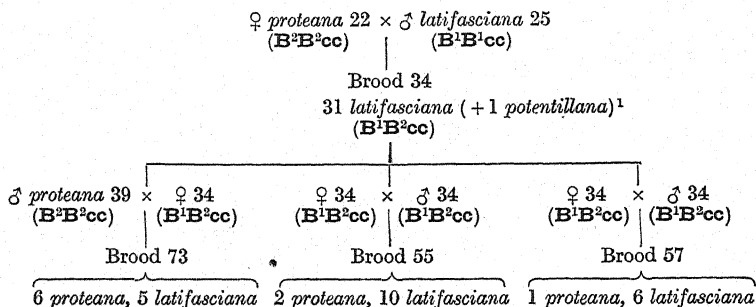 ♀ proteana 22 × ♂ latifasciana 25
(B²B²cc) (B¹B¹cc)
Brood 34
31 latifasciana (+1 potentillana)¹
(B¹B²cc)
♂ proteana 39 × ♀ 34 ♀ 34 × ♂ 34 ♀ 34 × ♂ 34
(B²B²cc) (B¹B²cc) (B¹B²cc) (B¹B²cc) (B¹B²cc) (B¹B²cc)
Brood 73 Brood 55 Brood 57
6 proteana, 5 latifasciana 2 proteana, 10 latifasciana 1 proteana, 6 latifasciana